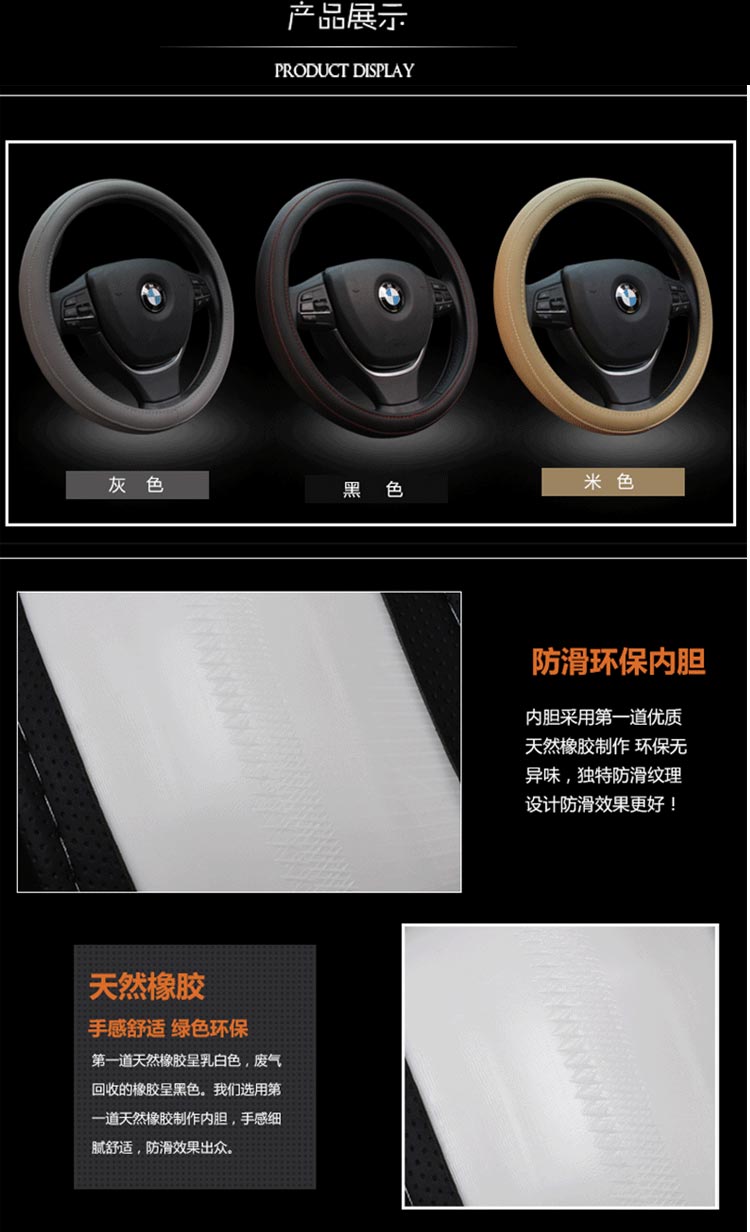 产品展示
PRODUCT DISPLAY
灰 色
黑 色
米 色
防滑环保内胆
内胆采用第一道优质
天然橡胶制作 环保无
异味，独特防滑纹理
设计防滑效果更好！
天然橡胶
手感舒适 绿色环保
第一道天然橡胶呈乳白色，废气
回收的橡胶呈黑色。我们选用第
一道天然橡胶制作内胆，手感细
腻舒适，防滑效果出众。